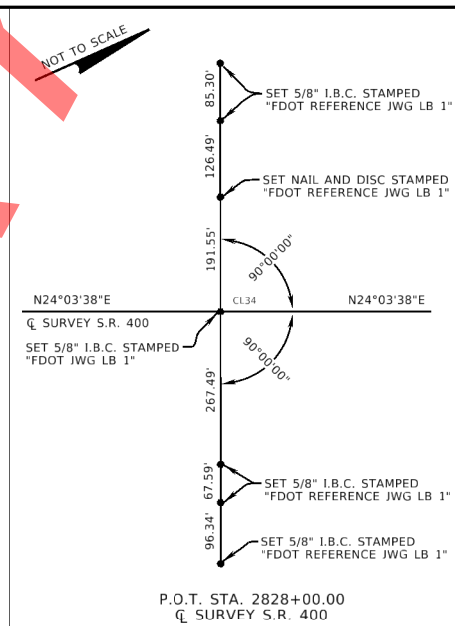 NOT TO SCALE
85.30'
SET 5/8" I.B.C. STAMPED
"FDOT REFERENCE JWG LB 1"
126.49'
SET NAIL AND DISC STAMPED
"FDOT REFERENCE JWG LB 1"
191.55'
90°00'00"
N24°03'38"E
CL34
N24°03'38"E
℄ SURVEY S.R. 400
SET 5/8" I.B.C. STAMPED
"FDOT JWG LB 1"
90°00'00"
267.49'
67.59'
SET 5/8" I.B.C. STAMPED
"FDOT REFERENCE JWG LB 1"
96.34'
SET 5/8" I.B.C. STAMPED
"FDOT REFERENCE JWG LB 1"
P.O.T. STA. 2828+00.00
℄ SURVEY S.R. 400